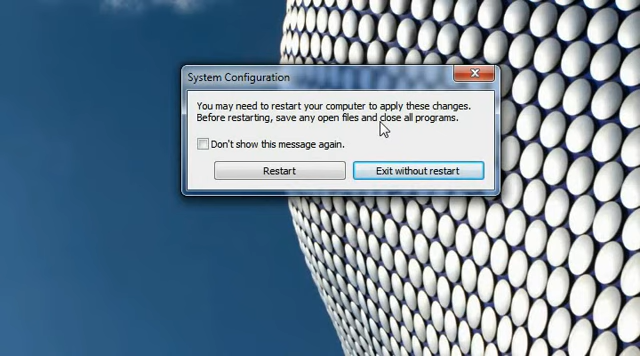 System Configuration
You may need to restart your computer to apply these changes.
Before restarting, save any open files and close all programs.
Don't show this message again.
Restart
Exit without restart